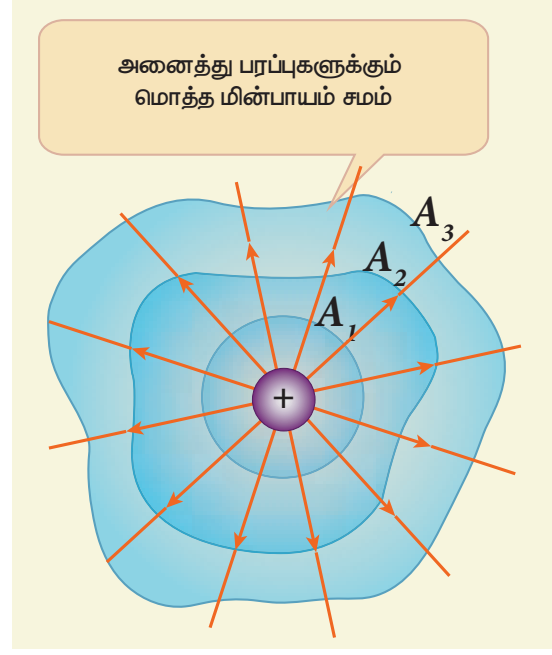 அனைத்து பரப்புகளுக்கும்
மொத்த மின்பாயம் சமம்
A₃
A₂
A₁
+